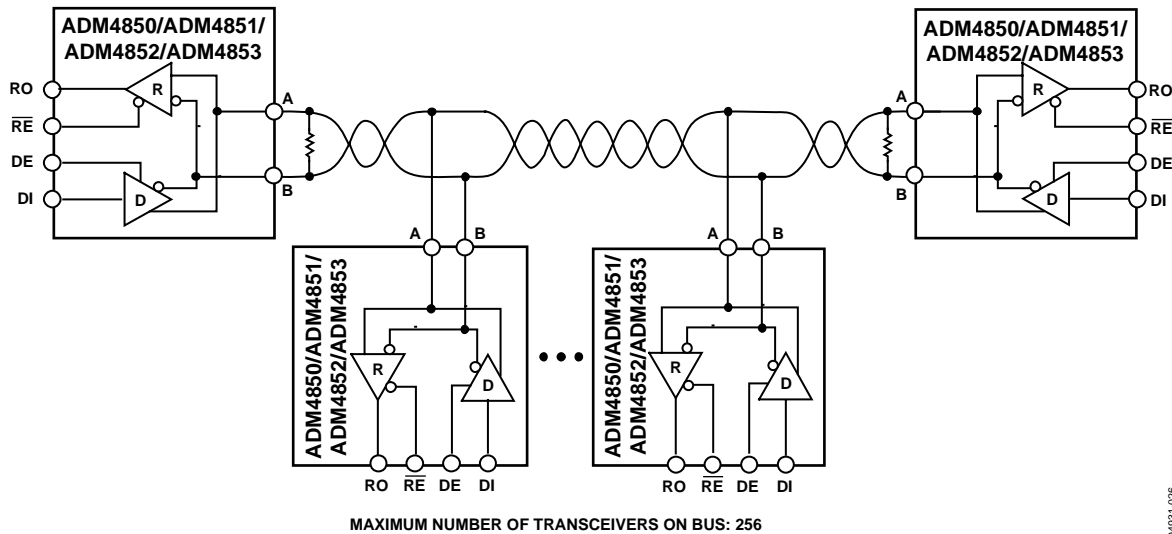 ADM4850/ADM4851/
ADM4852/ADM4853
RO
R
RE
DE
DI
D
A
B
ADM4850/ADM4851/
ADM4852/ADM4853
A
B
R
D
RO
RE
DE
DI
A
B
ADM4850/ADM4851/
ADM4852/ADM4853
R
D
RO
RE
DE
DI
A
B
ADM4850/ADM4851/
ADM4852/ADM4853
R
D
RO
RE
DE
DI
MAXIMUM NUMBER OF TRANSCEIVERS ON BUS: 256